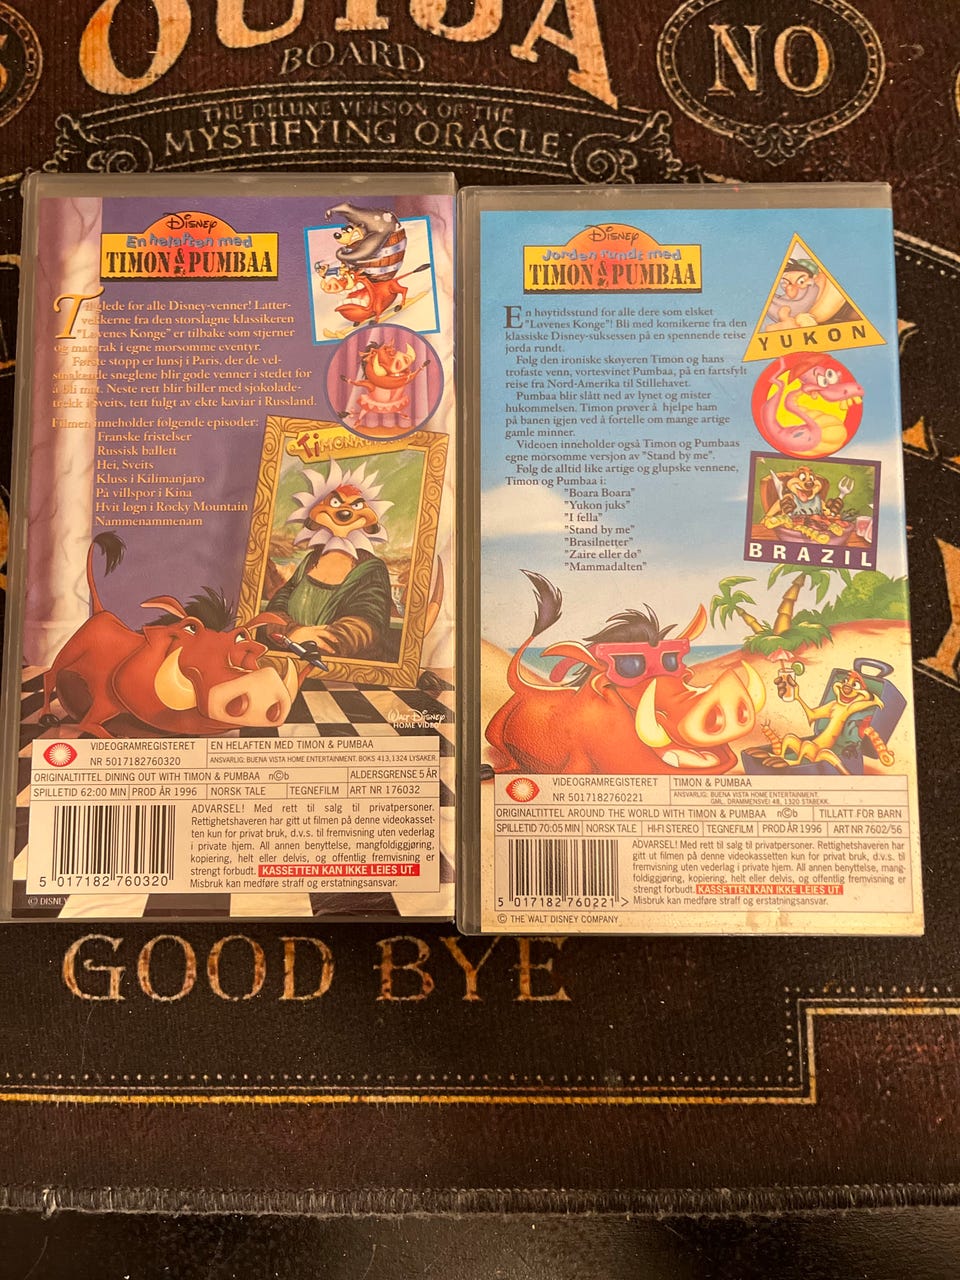 OUIJA
BOARD
NO
THE DELUXE VERSION OF THE
MYSTIFYING ORACLE
Disney
En helaften med
TIMON & PUMBAA
Til glede for alle Disney-venner! Latter-
vekkerne fra den storslagne klassikeren
"Løvenes Konge" er tilbake som stjerner
og matvrak i egne morsomme eventyr.
Første stopp er lunsj i Paris, der de vel-
smakende sneglene blir gode venner i stedet for
å bli mat. Neste rett blir biller med sjokolade-
trekk i Sveits, tett fulgt av ekte kaviar i Russland.
Filmen inneholder følgende episoder:
Franske fristelser
Russisk ballett
Hei, Sveits
Kluss i Kilimanjaro
På villspor i Kina
Hvit løgn i Rocky Mountain
Nammenammenam
WALT DISNEY
HOME VIDEO
VIDEOGRAMREGISTERET
NR 5017182760320
EN HELAFTEN MED TIMON & PUMBAA
ANSVARLIG: BUENA VISTA HOME ENTERTAINMENT. BOKS 413,1324 LYSAKER.
ORIGINALTITTEL DINING OUT WITH TIMON & PUMBAA n©b
ALDERSGRENSE 5 ÅR
SPILLETID 62:00 MIN PROD ÅR 1996 NORSK TALE TEGNEFILM ART NR 176032
ADVARSEL! Med rett til salg til privatpersoner.
Rettighetshaveren har gitt ut filmen på denne videokasset-
ten kun for privat bruk, d.v.s. til fremvisning uten vederlag
i private hjem. All annen benyttelse, mangfoldiggjøring,
kopiering, helt eller delvis, og offentlig fremvisning er
strengt forbudt. KASSETTEN KAN IKKE LEIES UT.
Misbruk kan medføre straff og erstatningsansvar.
5 017182 760320
© DISNEY
Disney
Jorden rundt med
TIMON & PUMBAA
En høytidsstund for alle dere som elsket
"Løvenes Konge"! Bli med komikerne fra den
klassiske Disney-suksessen på en spennende reise
jorda rundt.
Følg den ironiske skøyeren Timon og hans
trofaste venn, vortesvinet Pumbaa, på en fartsfylt
reise fra Nord-Amerika til Stillehavet.
Pumbaa blir slått ned av lynet og mister
hukommelsen. Timon prøver å hjelpe ham
på banen igjen ved å fortelle om mange artige
gamle minner.
Videoen inneholder også Timon og Pumbaas
egne morsomme versjon av "Stand by me".
Følg de alltid like artige og glupske vennene,
Timon og Pumbaa i:
"Boara Boara"
"Yukon juks"
"I fella"
"Stand by me"
"Brasilnøtter"
"Zaire eller dø"
"Mammadalten"
YUKON
BRAZIL
VIDEOGRAMREGISTERET
NR 5017182760221
TIMON & PUMBAA
ANSVARLIG: BUENA VISTA HOME ENTERTAINMENT.
GML. DRAMMENSVEI 48, 1320 STABEKK.
ORIGINALTITTEL AROUND THE WORLD WITH TIMON & PUMBAA n©b
TILLATT FOR BARN
SPILLETID 70:05 MIN NORSK TALE HI-FI STEREO TEGNEFILM PROD ÅR 1996 ART NR 7602/56
ADVARSEL! Med rett til salg til privatpersoner. Rettighetshaveren har
gitt ut filmen på denne videokassetten kun for privat bruk, d.v.s. til
fremvisning uten vederlag i private hjem. All annen benyttelse, mang-
foldiggjøring, kopiering, helt eller delvis, og offentlig fremvisning er
strengt forbudt. KASSETTEN KAN IKKE LEIES UT.
Misbruk kan medføre straff og erstatningsansvar.
5 017182 760221 >
© THE WALT DISNEY COMPANY
GOOD BYE